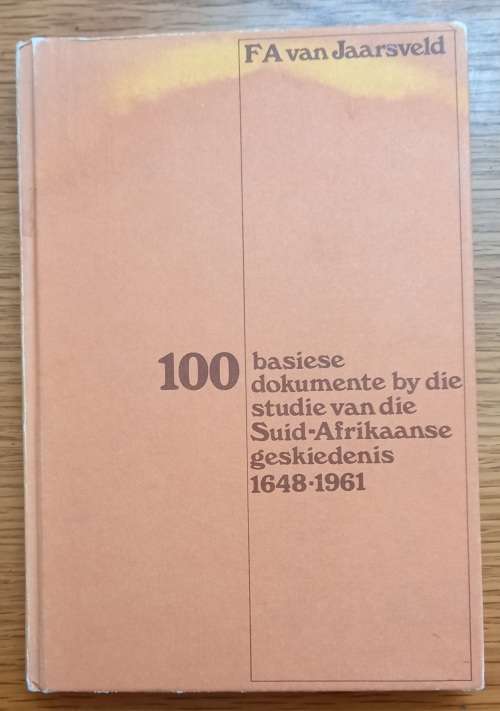 F A van Jaarsveld
100 basiese
dokumente by die
studie van die
Suid-Afrikaanse
geskiedenis
1648·1961